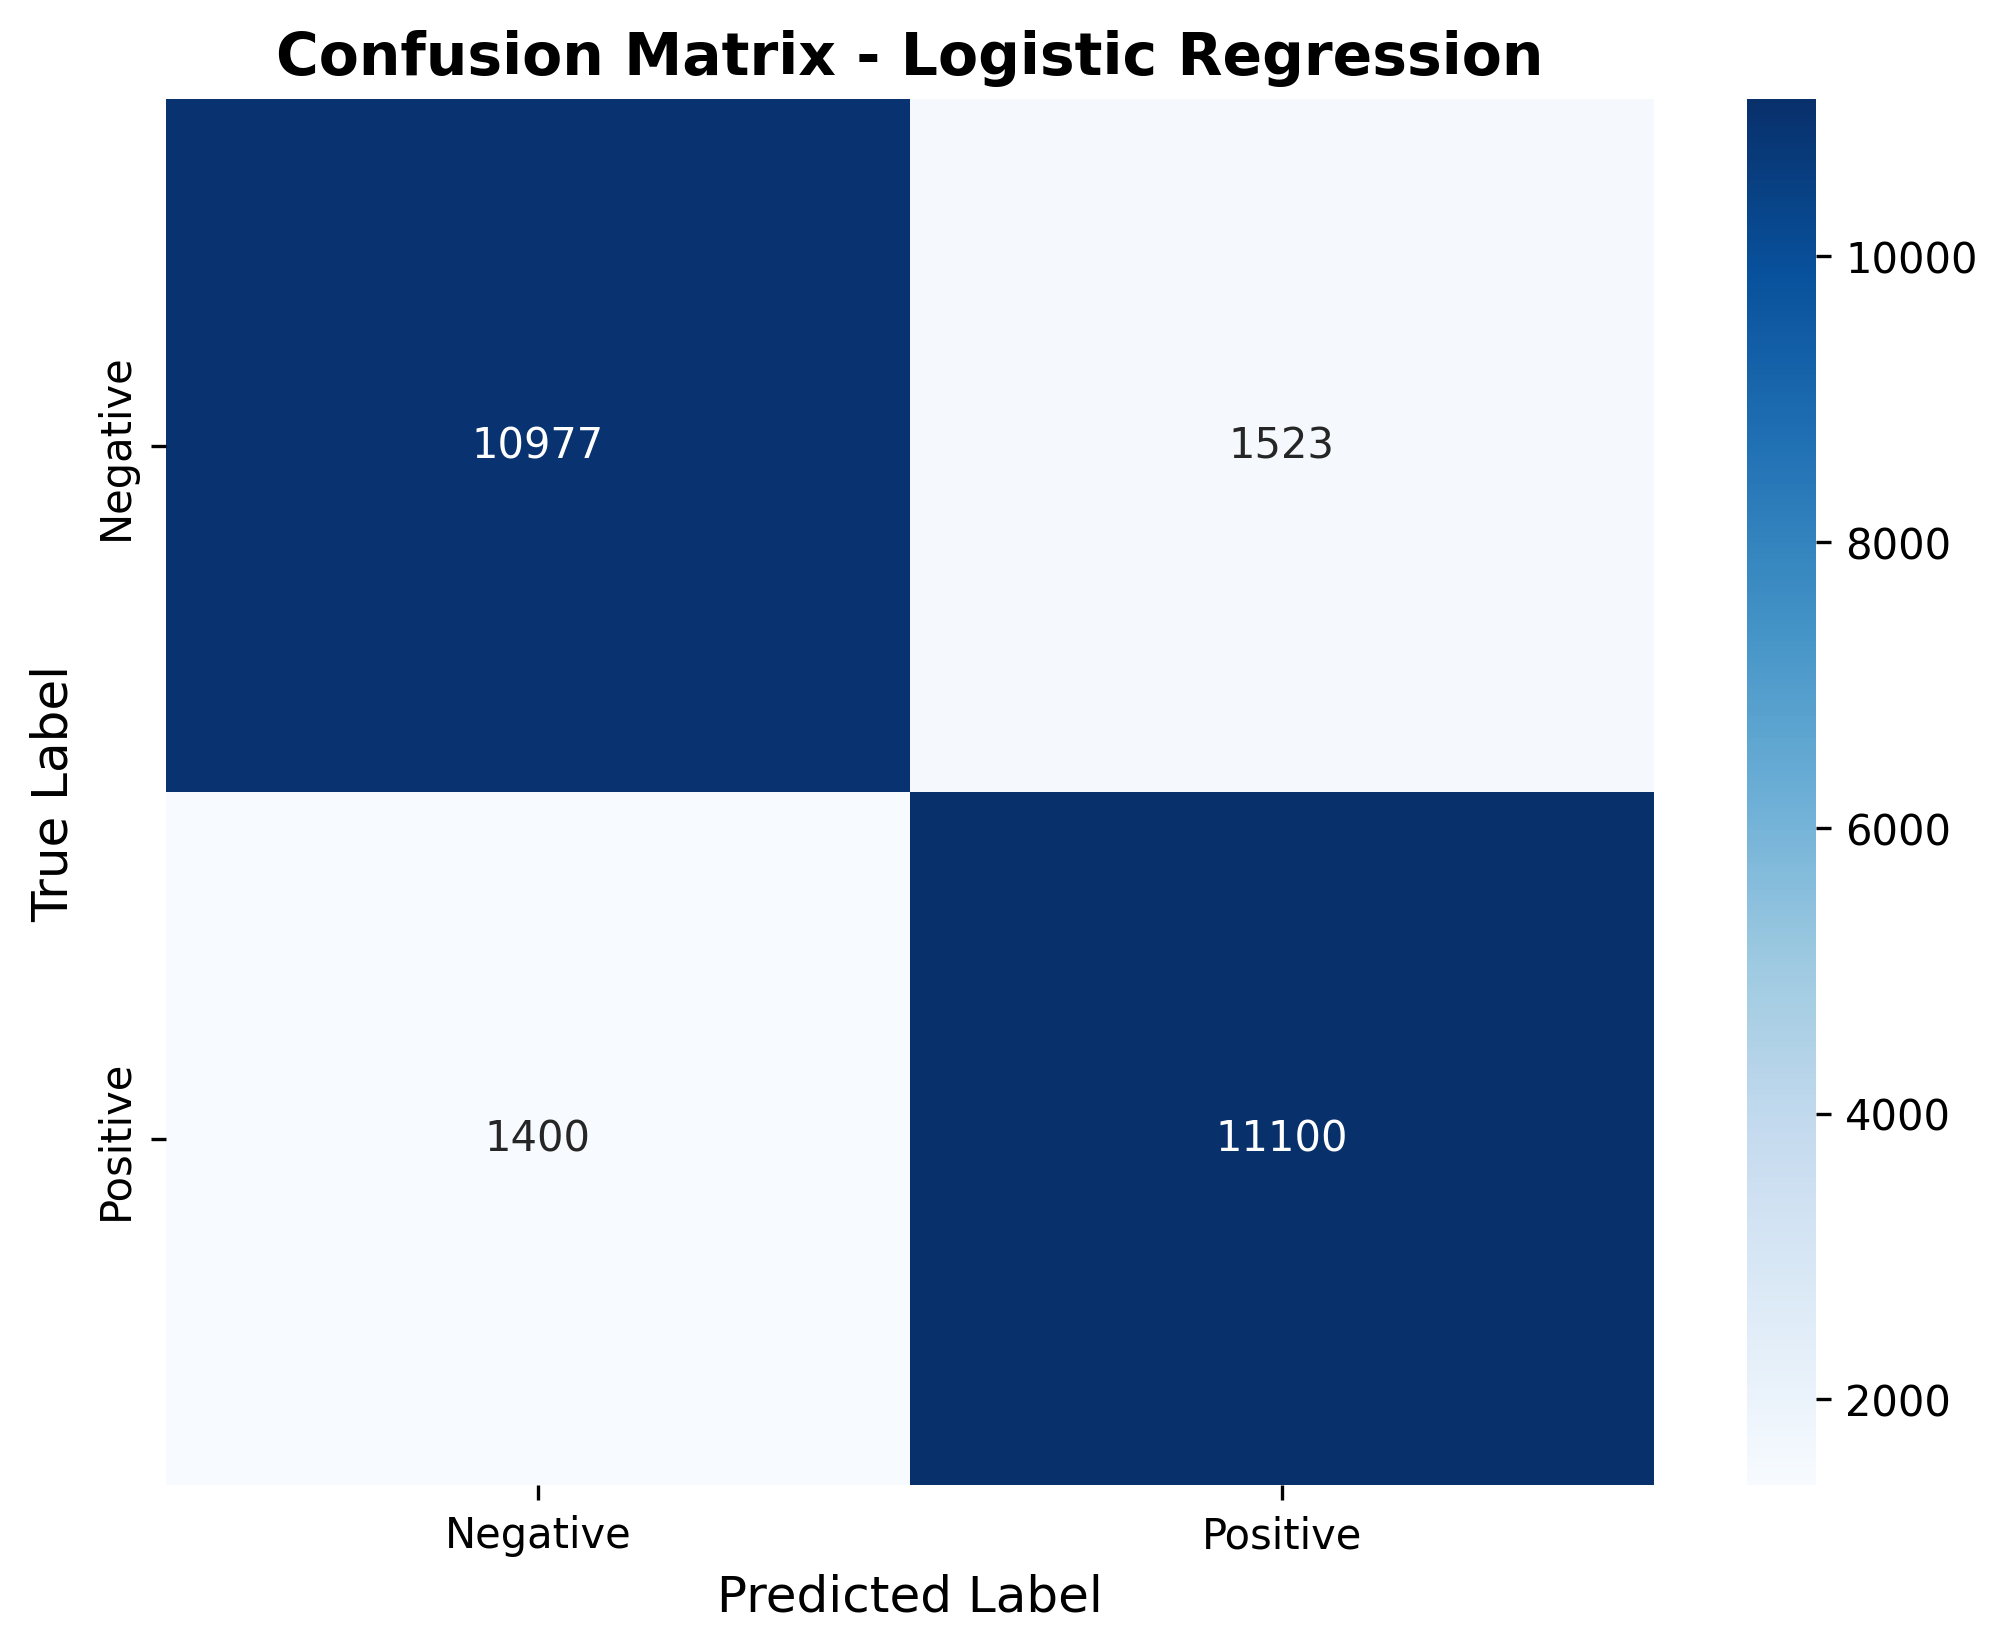 Confusion Matrix - Logistic Regression
True Label
Negative
Positive
10977
1523
1400
11100
Negative
Positive
Predicted Label
10000
8000
6000
4000
2000